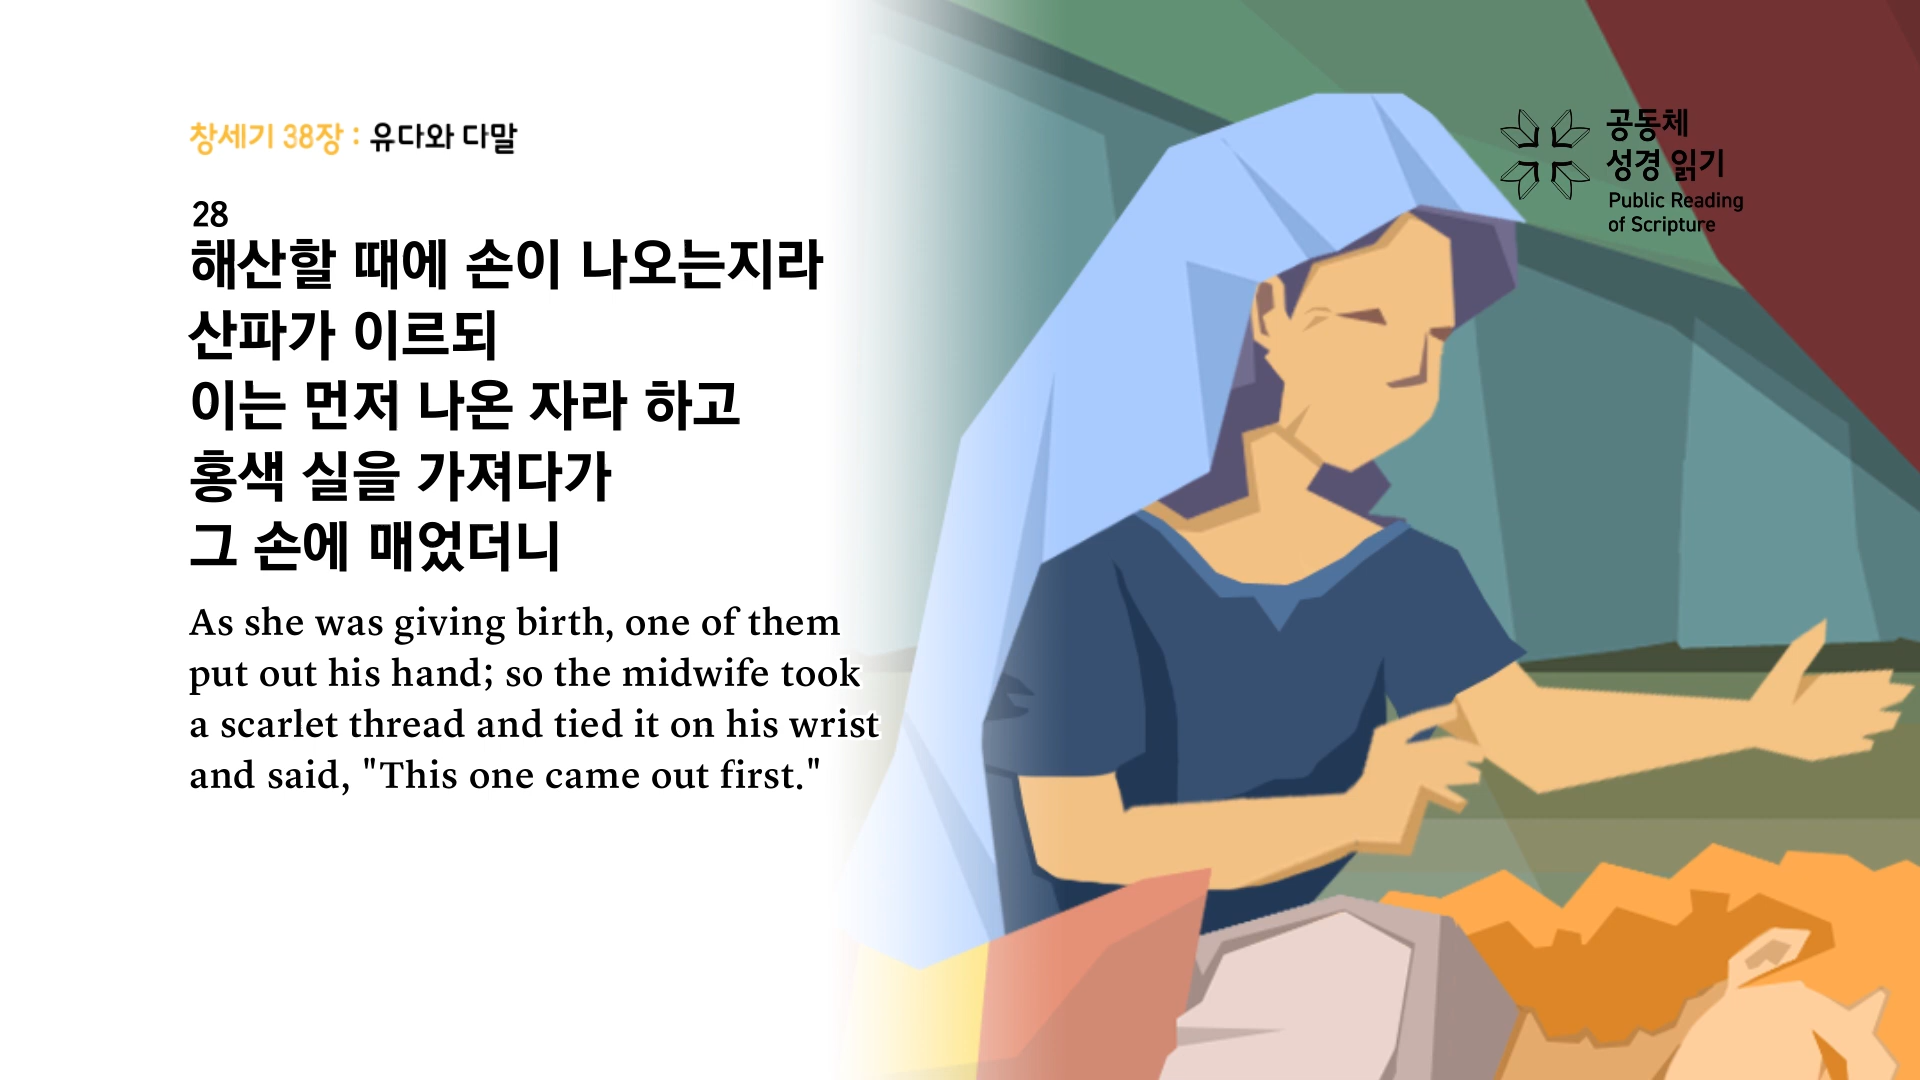 창세기 38장 : 유다와 다말
28
해산할 때에 손이 나오는지라
산파가 이르되
이는 먼저 나온 자라 하고
홍색 실을 가져다가
그 손에 매었더니
As she was giving birth, one of them
put out his hand; so the midwife took
a scarlet thread and tied it on his wrist
and said, "This one came out first."
공동체
성경 읽기
Public Reading
of Scripture